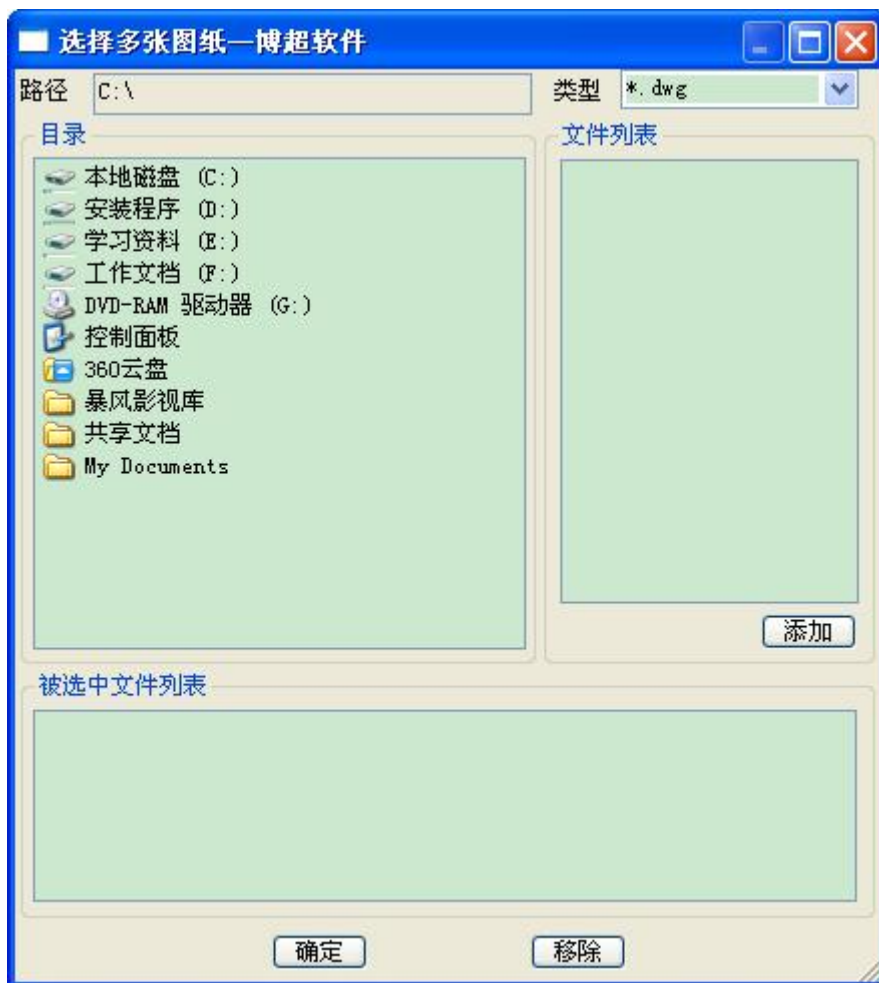 选择多张图纸—博超软件
路径 C:\ 类型 *.dwg
目录
本地磁盘 (C:)
安装程序 (D:)
学习资料 (E:)
工作文档 (F:)
DVD-RAM 驱动器 (G:)
控制面板
360云盘
暴风影视库
共享文档
My Documents
文件列表
添加
被选中文件列表
确定 移除